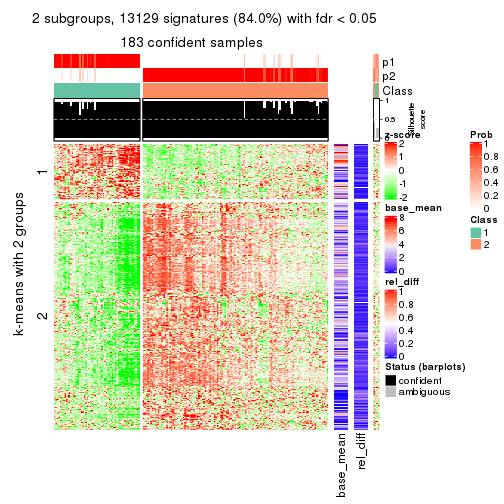 2 subgroups, 13129 signatures (84.0%) with fdr < 0.05
183 confident samples
p1
p2
Class
1
0.5
0
Silhouette
score
k-means with 2 groups
1
2
z-score
2
1
0
-1
-2
base_mean
8
6
4
2
0
rel_diff
1
0.8
0.6
0.4
0.2
0
Status (barplots)
confident
ambiguous
Prob
1
0.8
0.6
0.4
0.2
0
Class
1
2
base_mean
rel_diff